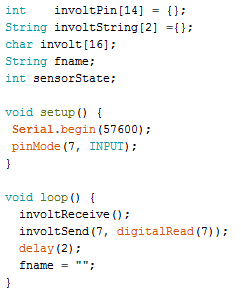 int    involtPin[14] = {};
String involtString[2] ={};
char involt[16];
String fname;
int sensorState;

void setup() {
 Serial.begin(57600);
 pinMode(7, INPUT);
}

void loop() {
  involtReceive();
  involtSend(7, digitalRead(7));
  delay(2);
  fname = "";
}